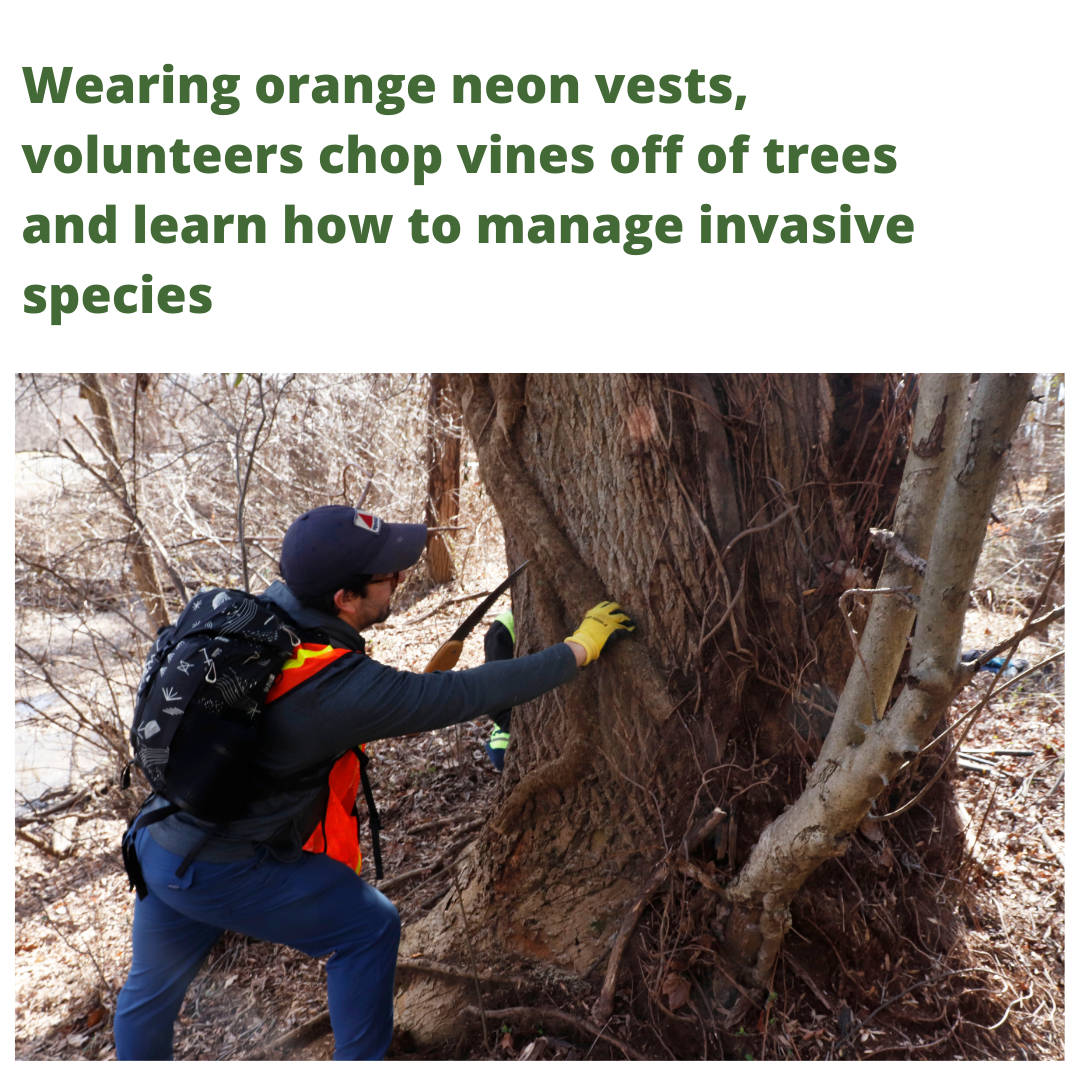 Wearing orange neon vests,
volunteers chop vines off of trees
and learn how to manage invasive
species